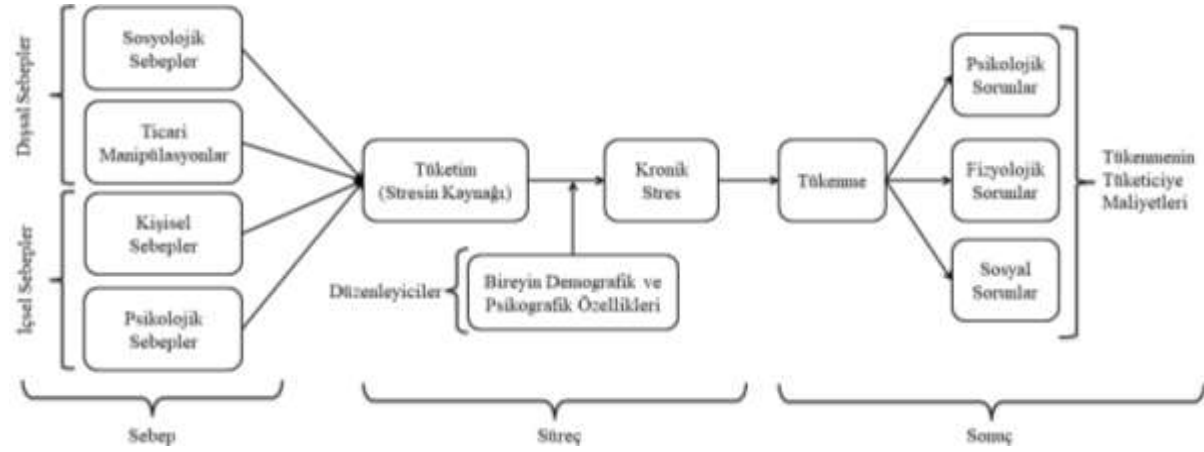 Dışsal Sebepler
Sosyolojik
Sebepler
Ticari
Manipülasyonlar
İçsel Sebepler
Kişisel
Sebepler
Psikolojik
Sebepler
Tüketim
(Stresin Kaynağı)
Kronik
Stres
Düzenleyiciler
Bireyin Demografik ve
Psikografik Özellikleri
Tükenme
Psikolojik
Sorunlar
Fizyolojik
Sorunlar
Sosyal
Sorunlar
Tükenmenin
Tüketiciye
Maliyetleri
Sebep
Süreç
Sonuç